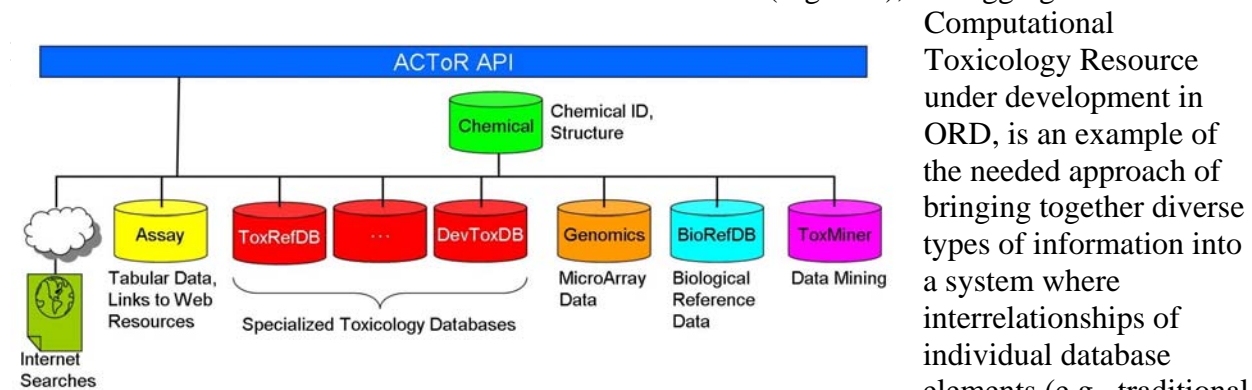 Computational
Toxicology Resource
under development in
ORD, is an example of
the needed approach of
bringing together diverse
types of information into
a system where
interrelationships of
individual database
ACToR API
Chemical
Chemical ID,
Structure
Assay
ToxRefDB
...
DevToxDB
Genomics
BioRefDB
ToxMiner
Tabular Data,
Links to Web
Resources
Specialized Toxicology Databases
MicroArray
Data
Biological
Reference
Data
Data Mining
Internet
Searches